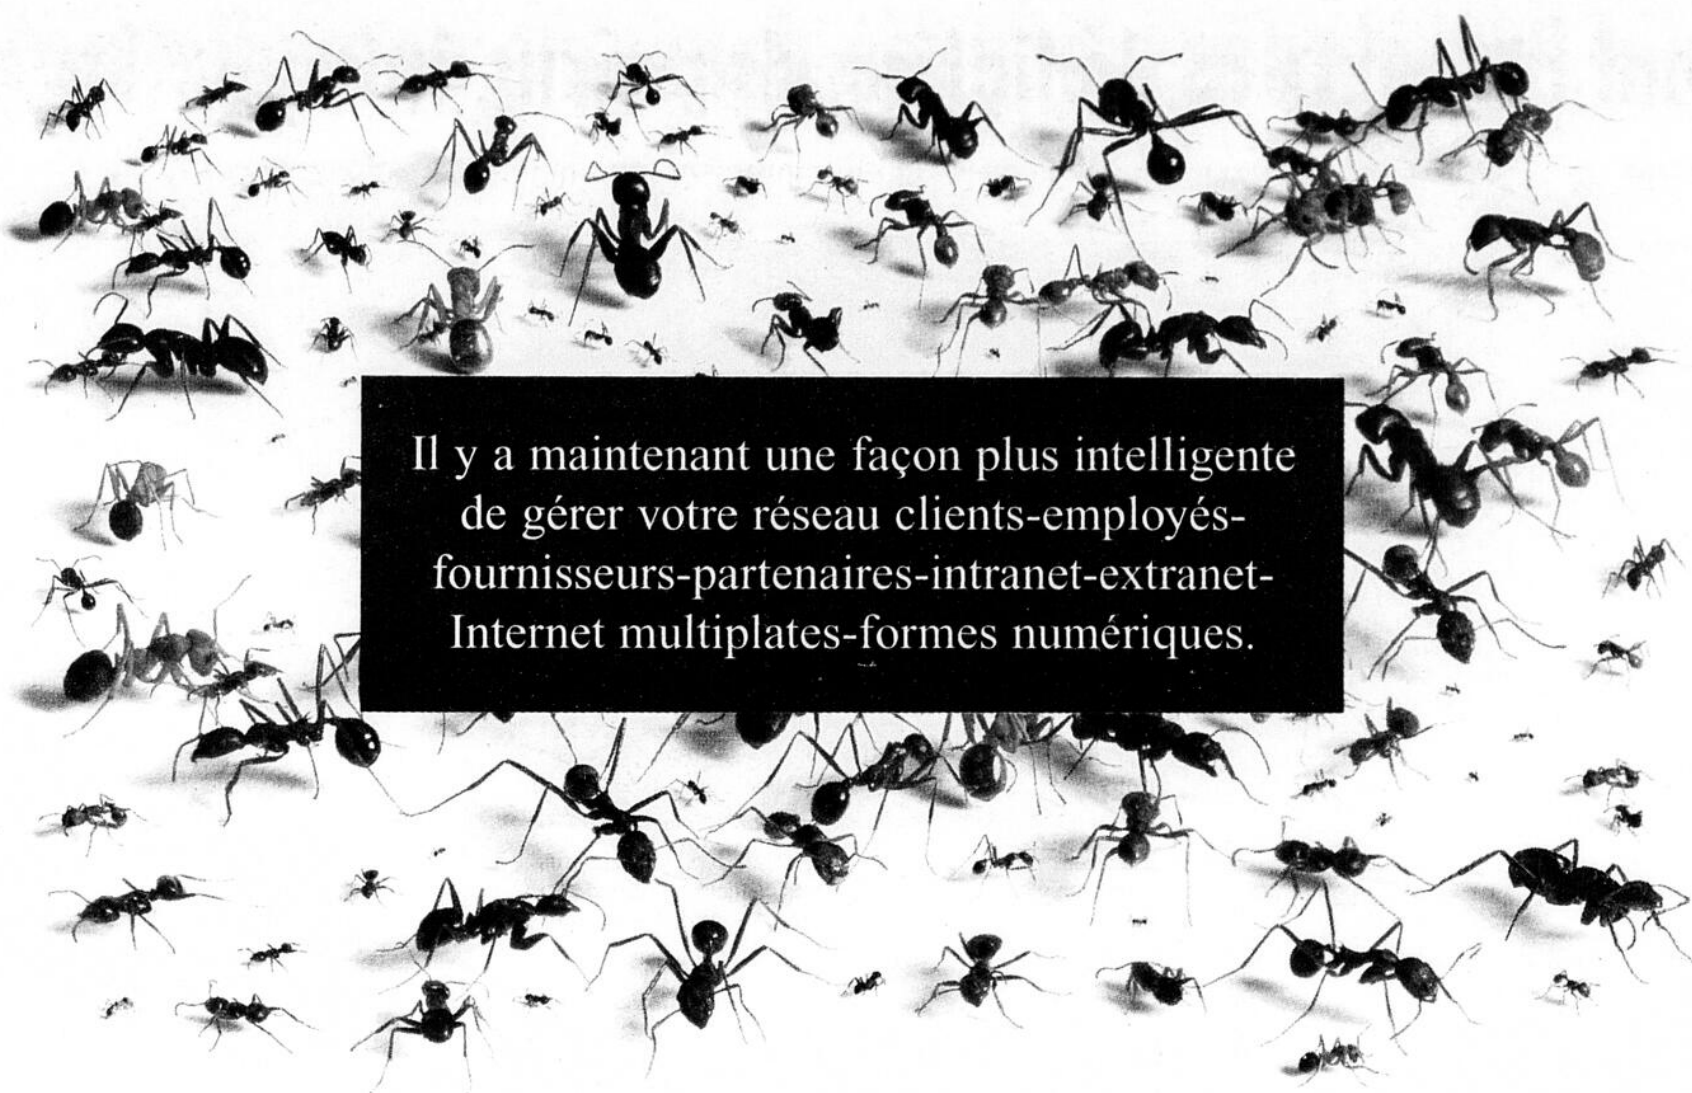 Il y a maintenant une façon plus intelligente
de gérer votre réseau clients-employés-
fournisseurs-partenaires-intranet-extranet-
Internet multiplates-formes numériques.